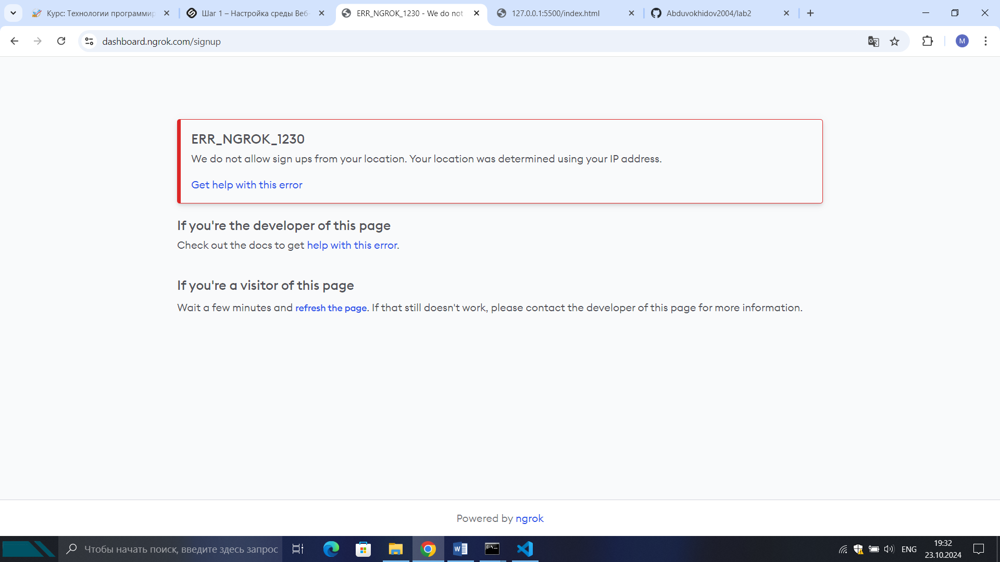 Курс: Технологии программир
Шаг 1 – Настройка среды Веб-
ERR_NGROK_1230 - We do not
127.0.0.1:5500/index.html
Abduvokhidov2004/lab2
dashboard.ngrok.com/signup
M
ERR_NGROK_1230
We do not allow sign ups from your location. Your location was determined using your IP address.
Get help with this error
If you're the developer of this page
Check out the docs to get help with this error.
If you're a visitor of this page
Wait a few minutes and refresh the page. If that still doesn't work, please contact the developer of this page for more information.
Powered by ngrok
Чтобы начать поиск, введите здесь запрос
ENG
19:32
23.10.2024